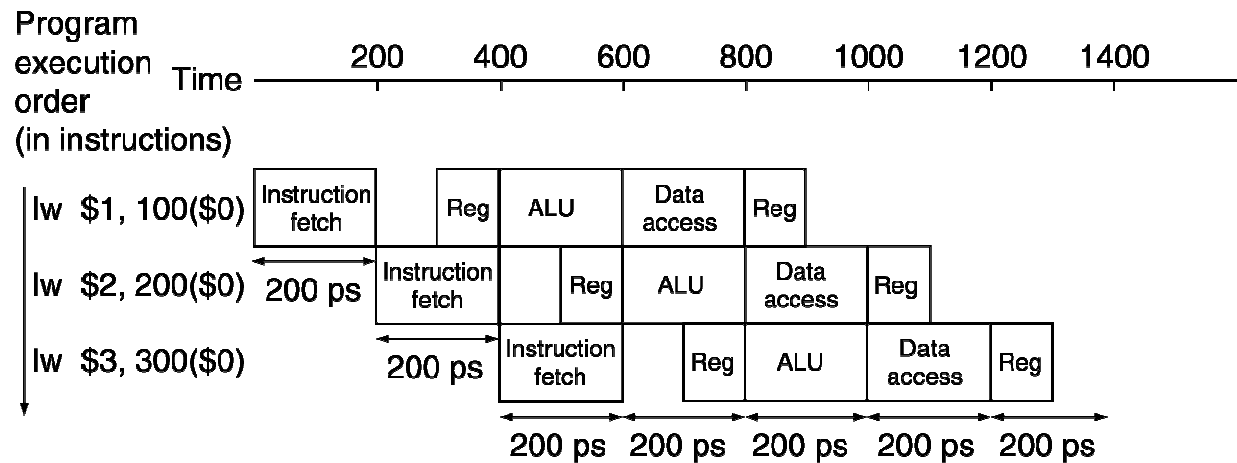 Program
execution
order
(in instructions)
Time
200 400 600 800 1000 1200 1400
lw $1, 100($0)
Instruction
fetch
Reg
ALU
Data
access
Reg
200 ps
lw $2, 200($0)
Instruction
fetch
Reg
ALU
Data
access
Reg
200 ps
lw $3, 300($0)
Instruction
fetch
Reg
ALU
Data
access
Reg
200 ps 200 ps 200 ps 200 ps 200 ps